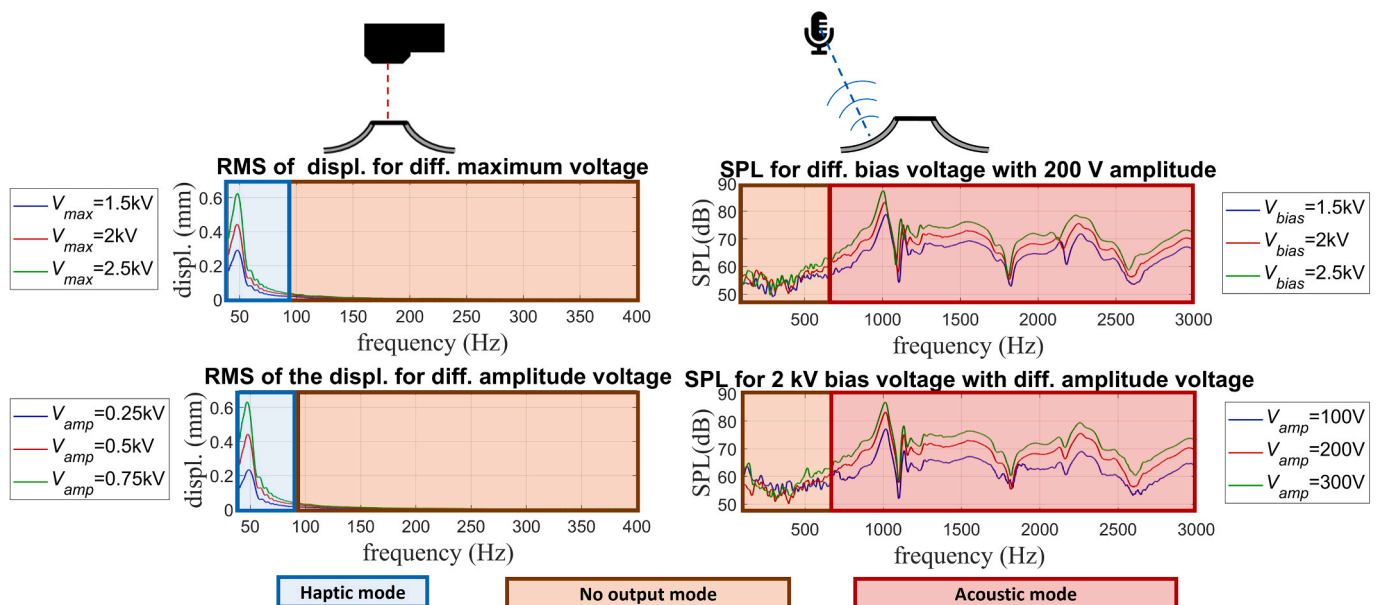 RMS of displ. for diff. maximum voltage
V_max=1.5kV
V_max=2kV
V_max=2.5kV
displ. (mm)
0.6
0.4
0.2
0
50 100 150 200 250 300 350 400
frequency (Hz)
SPL for diff. bias voltage with 200 V amplitude
SPL(dB)
90
80
70
60
50
500 1000 1500 2000 2500 3000
frequency (Hz)
V_bias=1.5kV
V_bias=2kV
V_bias=2.5kV
RMS of the displ. for diff. amplitude voltage
V_amp=0.25kV
V_amp=0.5kV
V_amp=0.75kV
displ. (mm)
0.6
0.4
0.2
0
50 100 150 200 250 300 350 400
frequency (Hz)
SPL for 2 kV bias voltage with diff. amplitude voltage
SPL(dB)
90
80
70
60
50
500 1000 1500 2000 2500 3000
frequency (Hz)
V_amp=100V
V_amp=200V
V_amp=300V
Haptic mode
No output mode
Acoustic mode